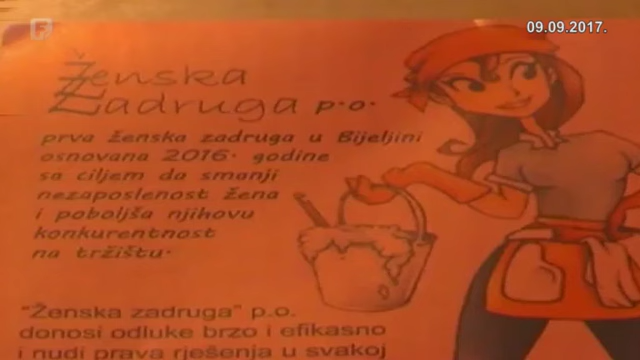 09.09.2017.
Ženska
Zadruga p.o.
prva ženska zadruga u Bijeljini
osnovana 2016. godine
sa ciljem da smanji
nezaposlenost žena
i poboljša njihovu
konkurentnost
na tržištu.
"Ženska zadruga" p.o.
donosi odluke brzo i efikasno
i nudi prava rješenja u svakoj